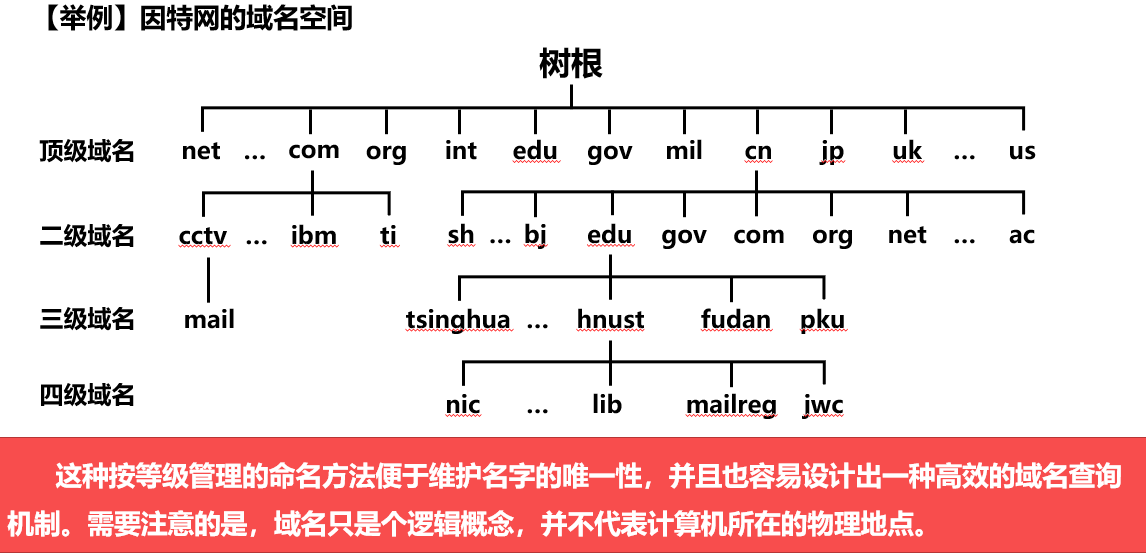 【举例】因特网的域名空间
树根
顶级域名 net … com org int edu gov mil cn jp uk … us
二级域名 cctv … ibm ti sh … bj edu gov com org net … ac
三级域名 mail tsinghua … hnust fudan pku
四级域名 nic … lib mailreg jwc
这种按等级管理的命名方法便于维护名字的唯一性，并且也容易设计出一种高效的域名查询
机制。需要注意的是，域名只是个逻辑概念，并不代表计算机所在的物理地点。